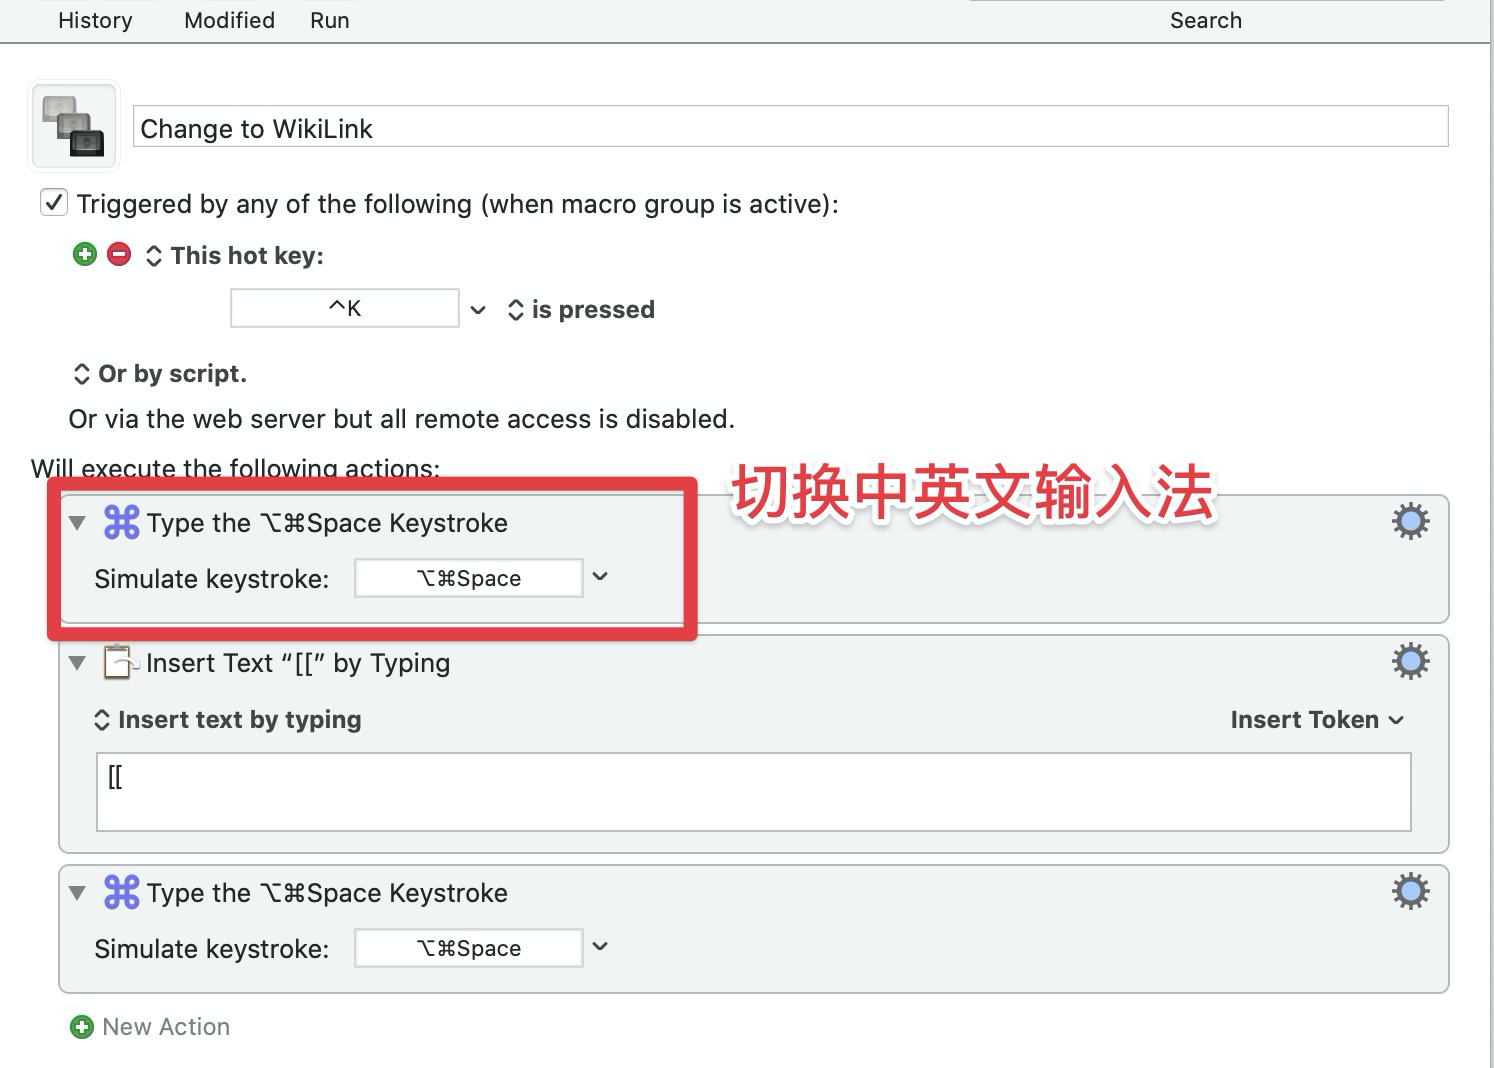 History Modified Run Search
Change to WikiLink
Triggered by any of the following (when macro group is active):
This hot key:
^K is pressed
Or by script.
Or via the web server but all remote access is disabled.
Will execute the following actions:
切换中英文输入法
Type the ⌥⌘Space Keystroke
Simulate keystroke: ⌥⌘Space
Insert Text “[[” by Typing
Insert text by typing Insert Token
[[
Type the ⌥⌘Space Keystroke
Simulate keystroke: ⌥⌘Space
New Action